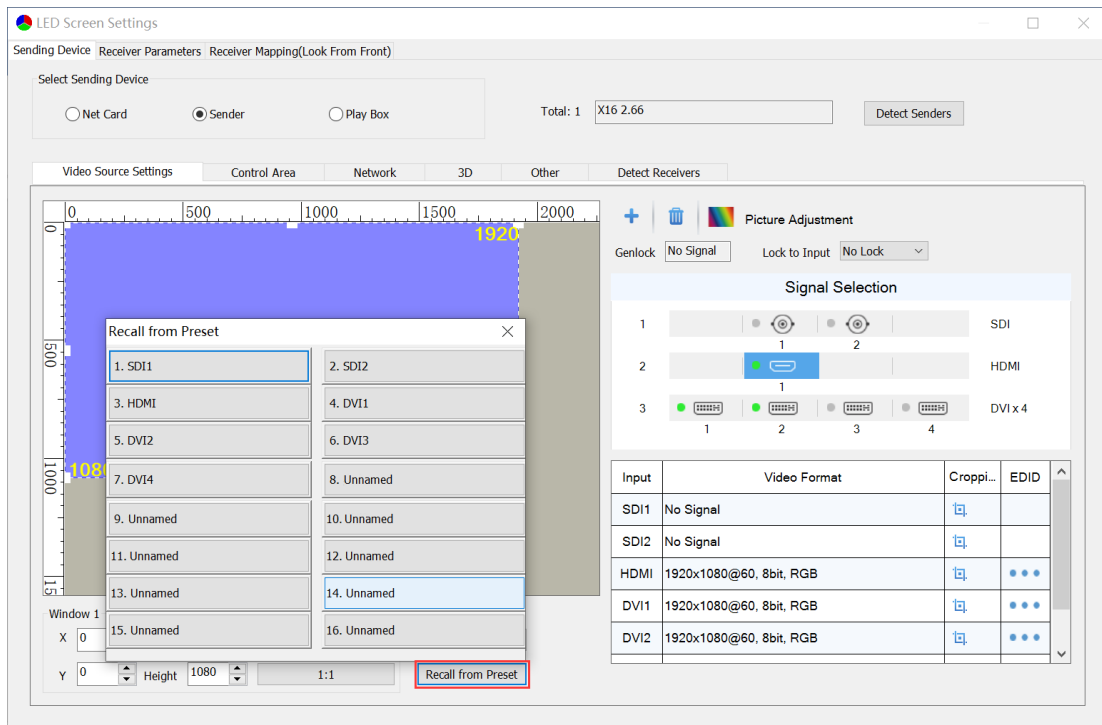 LED Screen Settings
Sending Device Receiver Parameters Receiver Mapping(Look From Front)
Select Sending Device
Net Card Sender Play Box
Total: 1 X16 2.66 Detect Senders
Video Source Settings Control Area Network 3D Other Detect Receivers
0 500 1000 1500 2000
0
1920
500
1000
1080
15
Picture Adjustment
Genlock No Signal Lock to Input No Lock
Signal Selection
1 SDI
1 2
2 HDMI
1
3 DVI x 4
1 2 3 4
Input Video Format Croppi... EDID
SDI1 No Signal
SDI2 No Signal
HDMI 1920x1080@60, 8bit, RGB
DVI1 1920x1080@60, 8bit, RGB
DVI2 1920x1080@60, 8bit, RGB
Recall from Preset
1. SDI1 2. SDI2
3. HDMI 4. DVI1
5. DVI2 6. DVI3
7. DVI4 8. Unnamed
9. Unnamed 10. Unnamed
11. Unnamed 12. Unnamed
13. Unnamed 14. Unnamed
15. Unnamed 16. Unnamed
Window 1
X 0
Y 0 Height 1080 1:1 Recall from Preset